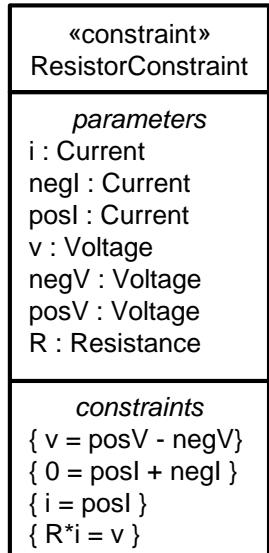 «constraint»
ResistorConstraint
parameters
i : Current
negI : Current
posI : Current
v : Voltage
negV : Voltage
posV : Voltage
R : Resistance
constraints
{ v = posV - negV}
{ 0 = posI + negI }
{ i = posI }
{ R*i = v }